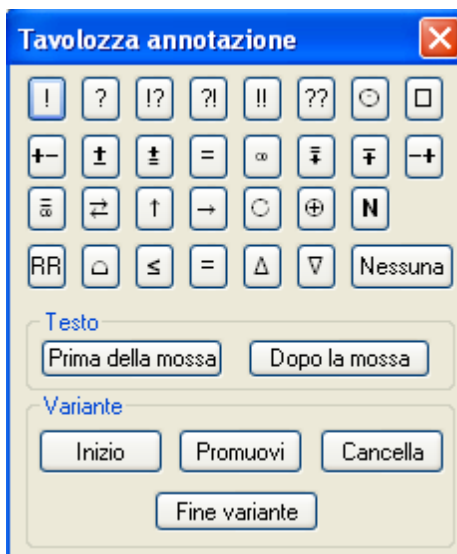 Tavolozza annotazione
! ? !? ?! !! ?? ⊙ □
+− ± ⩲ = ∞ ⩱ ∓ −+
⯹ ⇄ ↑ → ↻ ⊕ N
RR ⌓ ≤ = Δ ∇ Nessuna
Testo
Prima della mossa Dopo la mossa
Variante
Inizio Promuovi Cancella
Fine variante